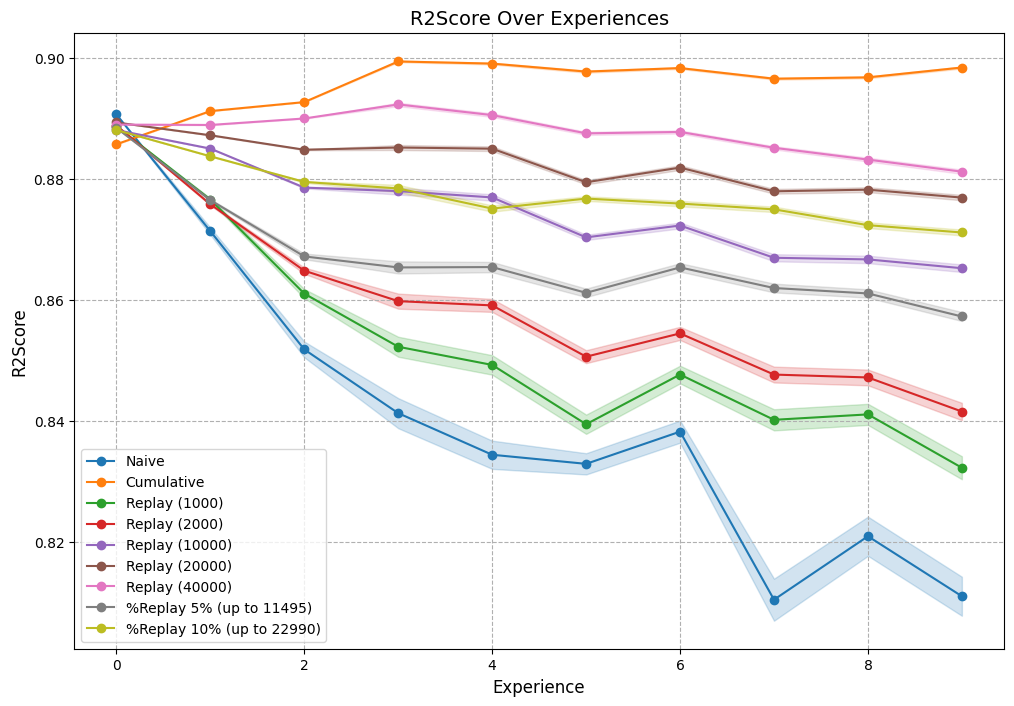 R2Score Over Experiences
R2Score
0.90
0.88
0.86
0.84
0.82
Naive
Cumulative
Replay (1000)
Replay (2000)
Replay (10000)
Replay (20000)
Replay (40000)
%Replay 5% (up to 11495)
%Replay 10% (up to 22990)
0 2 4 6 8
Experience